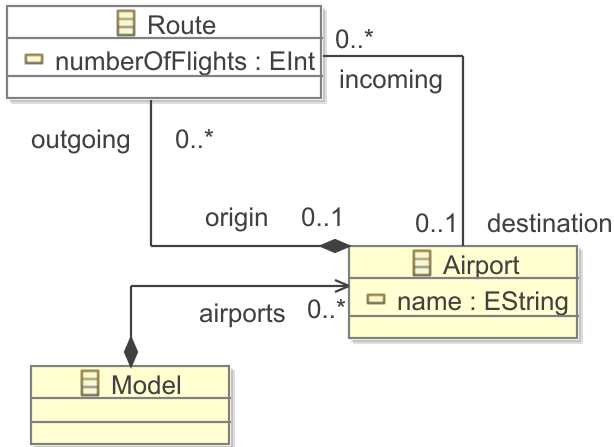 Route
numberOfFlights : EInt
0..*
incoming
outgoing
0..*
origin
0..1
0..1
destination
Airport
name : EString
airports
0..*
Model